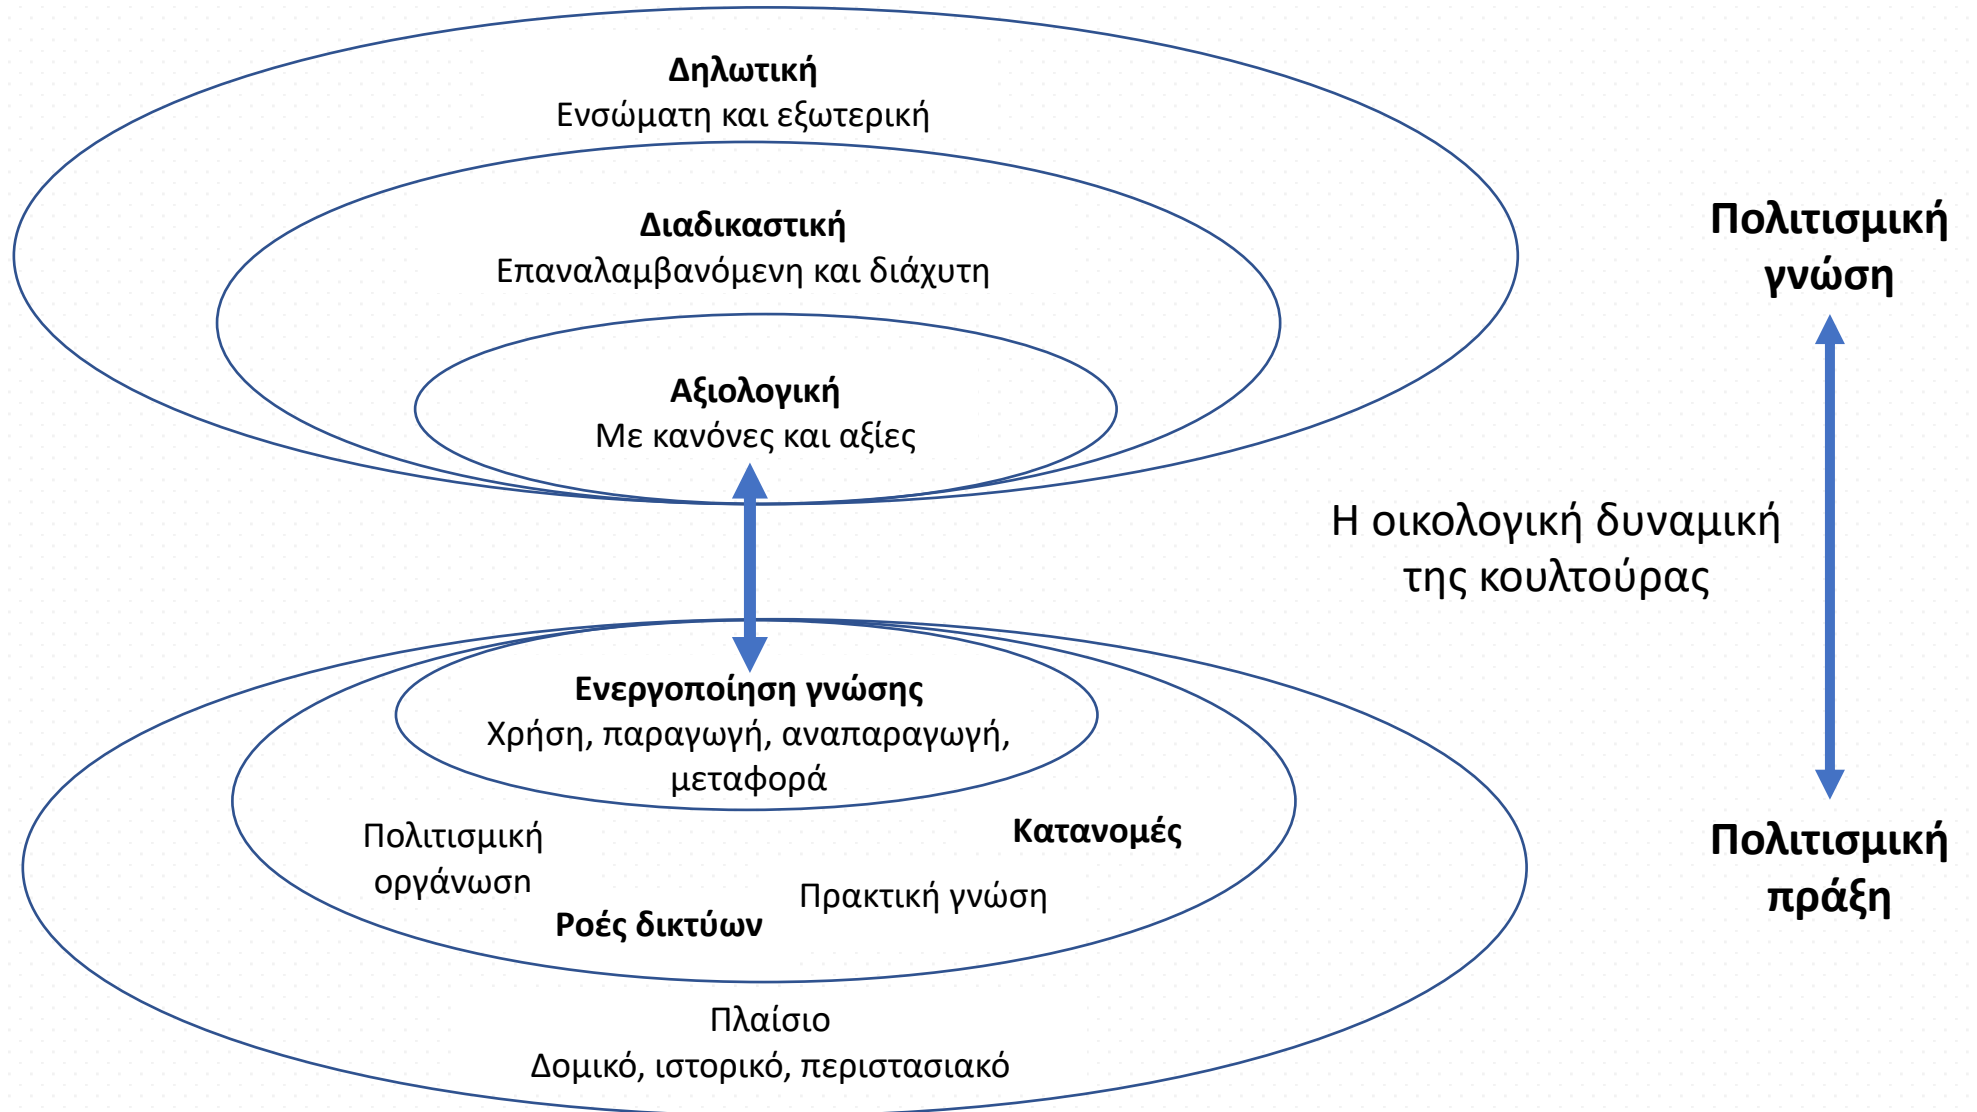 Δηλωτική
Ενσώματη και εξωτερική
Διαδικαστική
Επαναλαμβανόμενη και διάχυτη
Αξιολογική
Με κανόνες και αξίες
Πολιτισμική
γνώση
Η οικολογική δυναμική
της κουλτούρας
Ενεργοποίηση γνώσης
Χρήση, παραγωγή, αναπαραγωγή,
μεταφορά
Πολιτισμική
οργάνωση
Κατανομές
Πρακτική γνώση
Ροές δικτύων
Πολιτισμική
πράξη
Πλαίσιο
Δομικό, ιστορικό, περιστασιακό